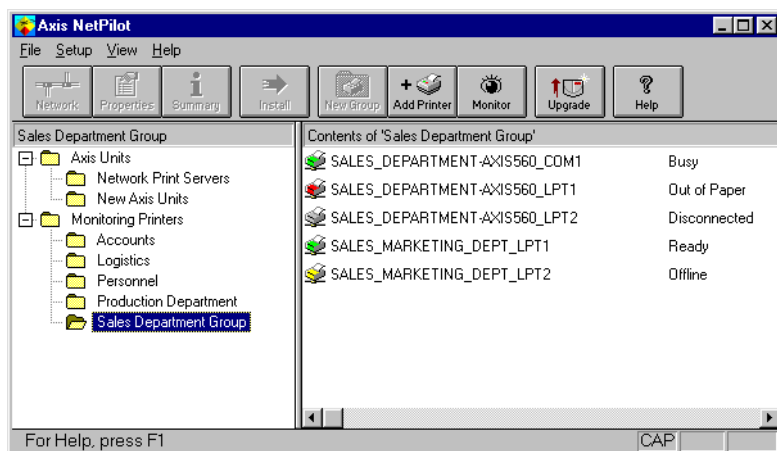 Axis NetPilot
File Setup View Help
Network Properties Summary Install New Group Add Printer Monitor Upgrade Help
Sales Department Group Contents of 'Sales Department Group'
Axis Units
Network Print Servers
New Axis Units
Monitoring Printers
Accounts
Logistics
Personnel
Production Department
Sales Department Group
SALES_DEPARTMENT-AXIS560_COM1 Busy
SALES_DEPARTMENT-AXIS560_LPT1 Out of Paper
SALES_DEPARTMENT-AXIS560_LPT2 Disconnected
SALES_MARKETING_DEPT_LPT1 Ready
SALES_MARKETING_DEPT_LPT2 Offline
For Help, press F1 CAP